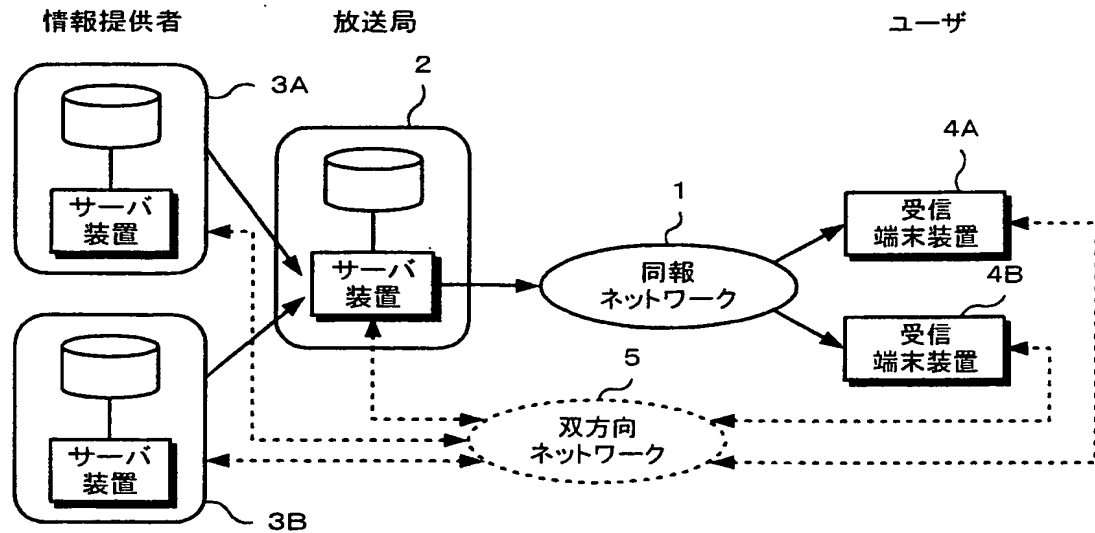 情報提供者
放送局
ユーザ
3A
サーバ
装置
2
サーバ
装置
1
同報
ネットワーク
4A
受信
端末装置
4B
受信
端末装置
サーバ
装置
3B
5
双方向
ネットワーク